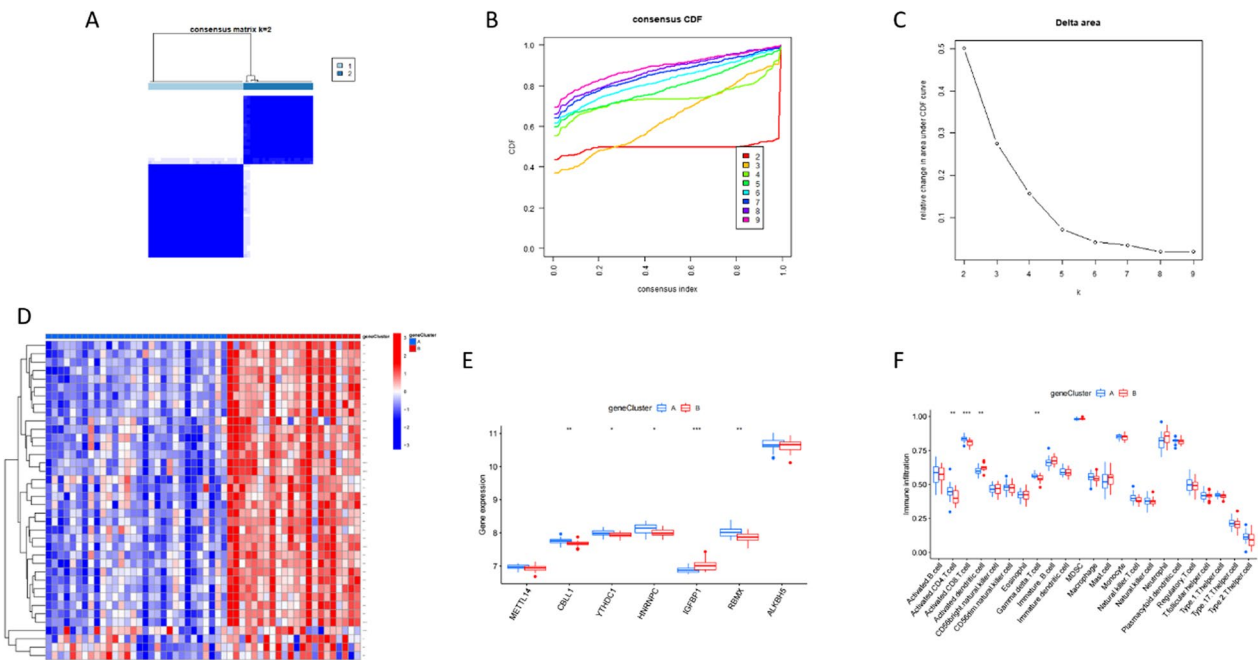 A
consensus matrix k=2
1
2
B
consensus CDF
CDF
1.0
0.8
0.6
0.4
0.2
0.0
0.0
0.2
0.4
0.6
0.8
1.0
consensus index
2
3
4
5
6
7
8
9
C
Delta area
relative change in area under CDF curve
0.5
0.4
0.3
0.2
0.1
2
3
4
5
6
7
8
9
k
D
geneCluster
3
2
1
0
-1
-2
-3
geneCluster
A
B
E
geneCluster A B
** * * *** **
Gene expression
11
10
9
8
7
METTL14
CBLL1
YTHDC1
HNRNPC
IGFBP1
RBMX
ALKBH5
F
geneCluster A B
** *** ** **
Immune infiltration
1.00
0.75
0.50
0.25
0.00
Activated B.cell
Activated CD4 T.cell
Activated CD8 T.cell
Activated dendritic cell
CD56bright natural killer.cell
CD56dim natural killer.cell
Eosinophil
Gamma delta T.cell
Immature B.cell
Immature dendritic.cell
MDSC
Macrophage
Mast.cell
Monocyte
Natural killer T.cell
Natural killer.cell
Neutrophil
Plasmacytoid dendritic.cell
Regulatory T.cell
T follicular helper.cell
Type 1 T.helper.cell
Type 17 T.helper.cell
Type 2 T.helper.cell